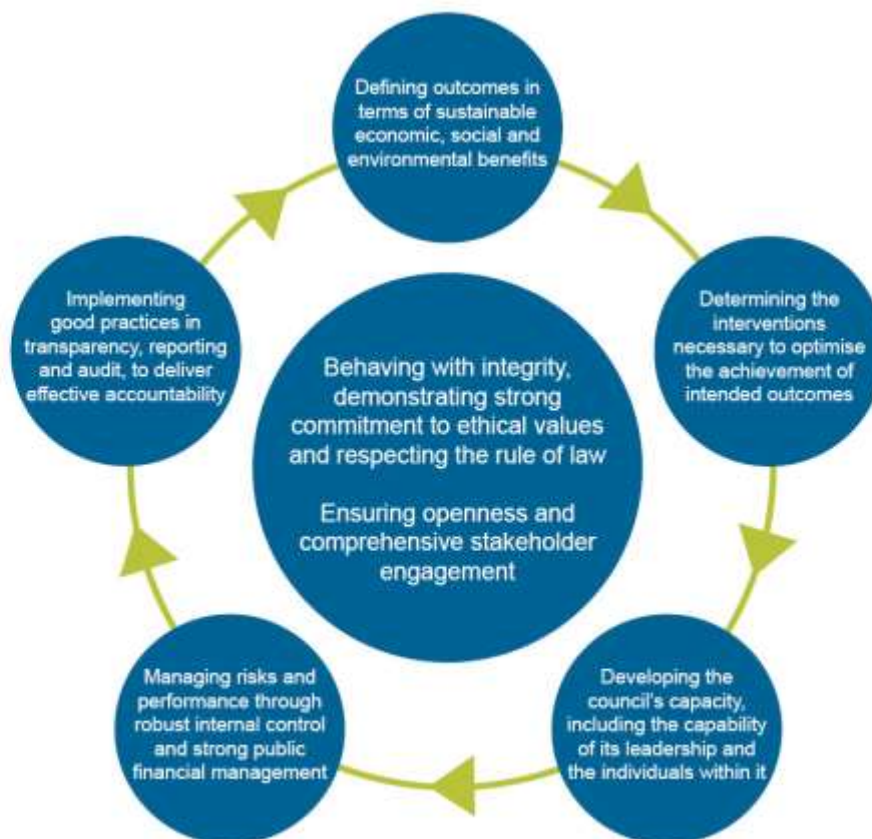 Defining outcomes in
terms of sustainable
economic, social and
environmental benefits
Determining the
interventions
necessary to optimise
the achievement of
intended outcomes
Developing the
council's capacity,
including the capability
of its leadership and
the individuals within it
Managing risks and
performance through
robust internal control
and strong public
financial management
Implementing
good practices in
transparency, reporting
and audit, to deliver
effective accountability
Behaving with integrity,
demonstrating strong
commitment to ethical values
and respecting the rule of law
Ensuring openness and
comprehensive stakeholder
engagement